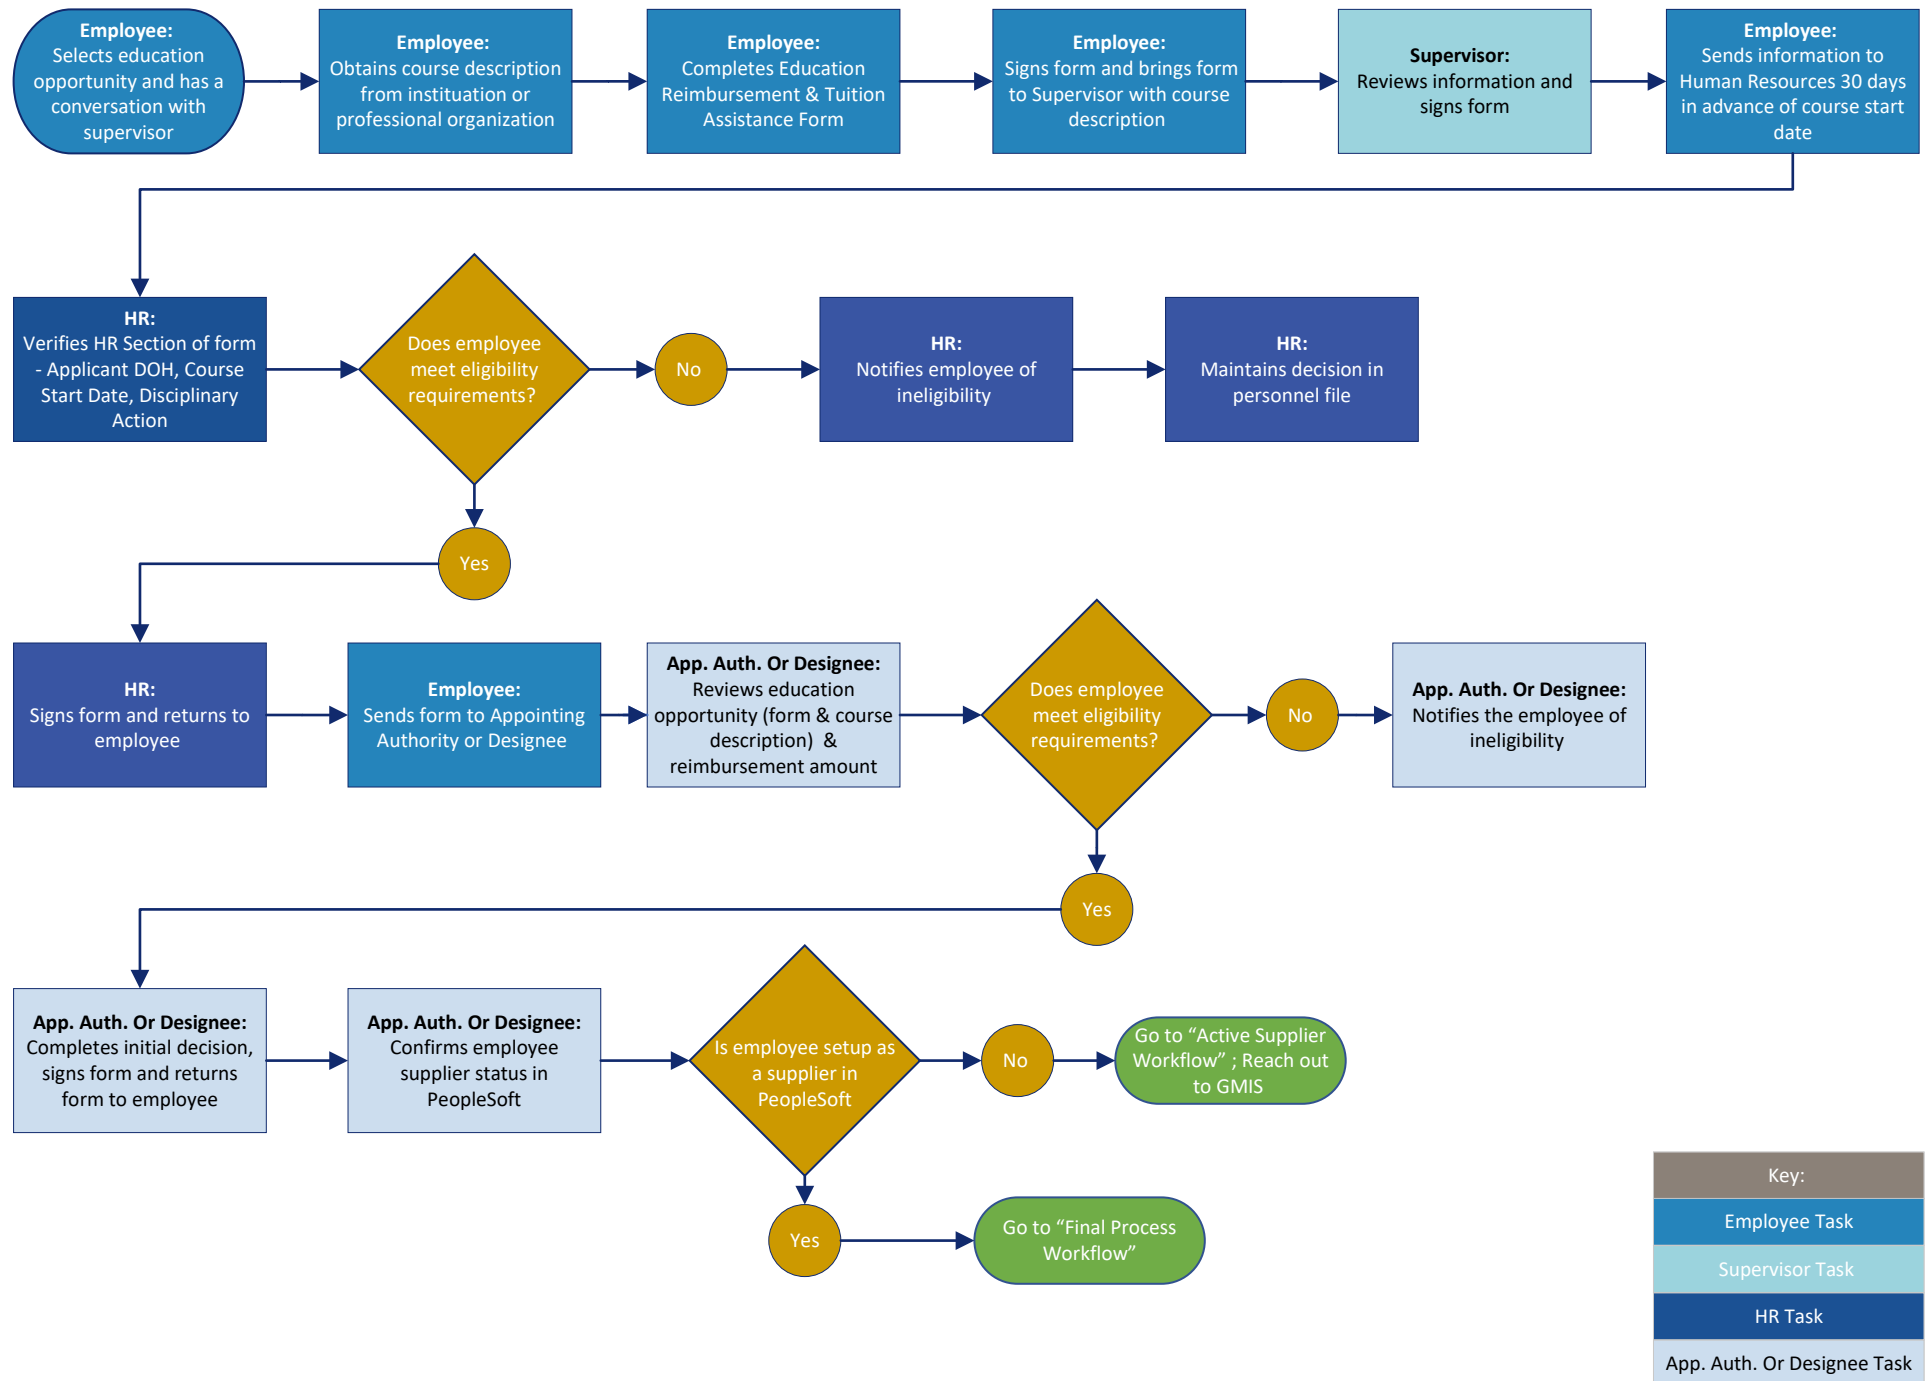 Employee:
Selects education
opportunity and has a
conversation with
supervisor
Employee:
Obtains course description
from instituation or
professional organization
Employee:
Completes Education
Reimbursement & Tuition
Assistance Form
Employee:
Signs form and brings form
to Supervisor with course
description
Supervisor:
Reviews information and
signs form
Employee:
Sends information to
Human Resources 30 days
in advance of course start
date
HR:
Verifies HR Section of form
- Applicant DOH, Course
Start Date, Disciplinary
Action
Does employee
meet eligibility
requirements?
No
HR:
Notifies employee of
ineligibility
HR:
Maintains decision in
personnel file
Yes
HR:
Signs form and returns to
employee
Employee:
Sends form to Appointing
Authority or Designee
App. Auth. Or Designee:
Reviews education
opportunity (form & course
description) &
reimbursement amount
Does employee
meet eligibility
requirements?
No
App. Auth. Or Designee:
Notifies the employee of
ineligibility
Yes
App. Auth. Or Designee:
Completes initial decision,
signs form and returns
form to employee
App. Auth. Or Designee:
Confirms employee
supplier status in
PeopleSoft
Is employee setup as
a supplier in
PeopleSoft
No
Go to “Active Supplier
Workflow” ; Reach out
to GMIS
Yes
Go to “Final Process
Workflow”
Key:
Employee Task
Supervisor Task
HR Task
App. Auth. Or Designee Task